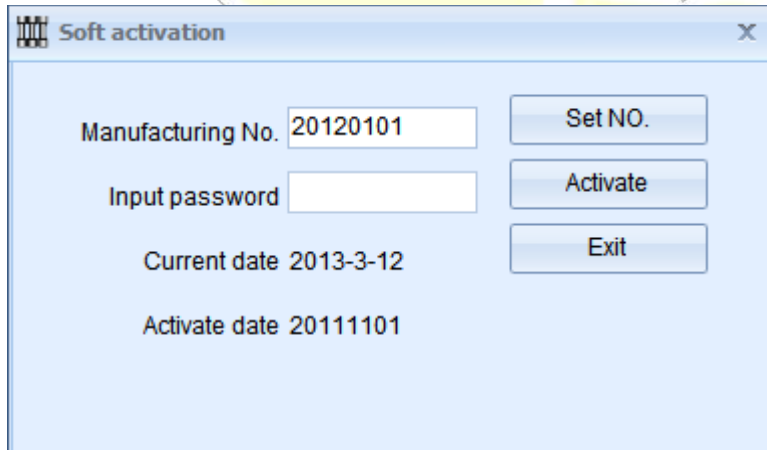 Soft activation
Manufacturing No. 20120101 Set NO.
Input password Activate
Exit
Current date 2013-3-12
Activate date 20111101